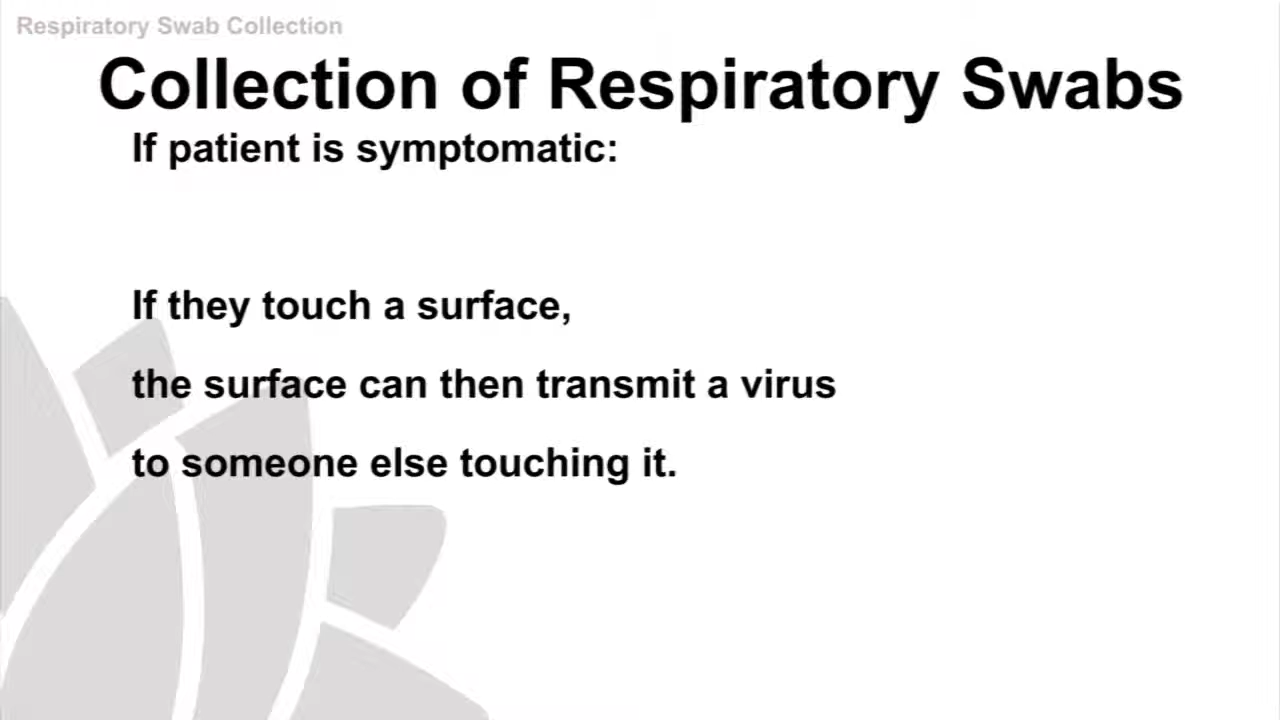 Respiratory Swab Collection
Collection of Respiratory Swabs
If patient is symptomatic:
If they touch a surface,
the surface can then transmit a virus
to someone else touching it.